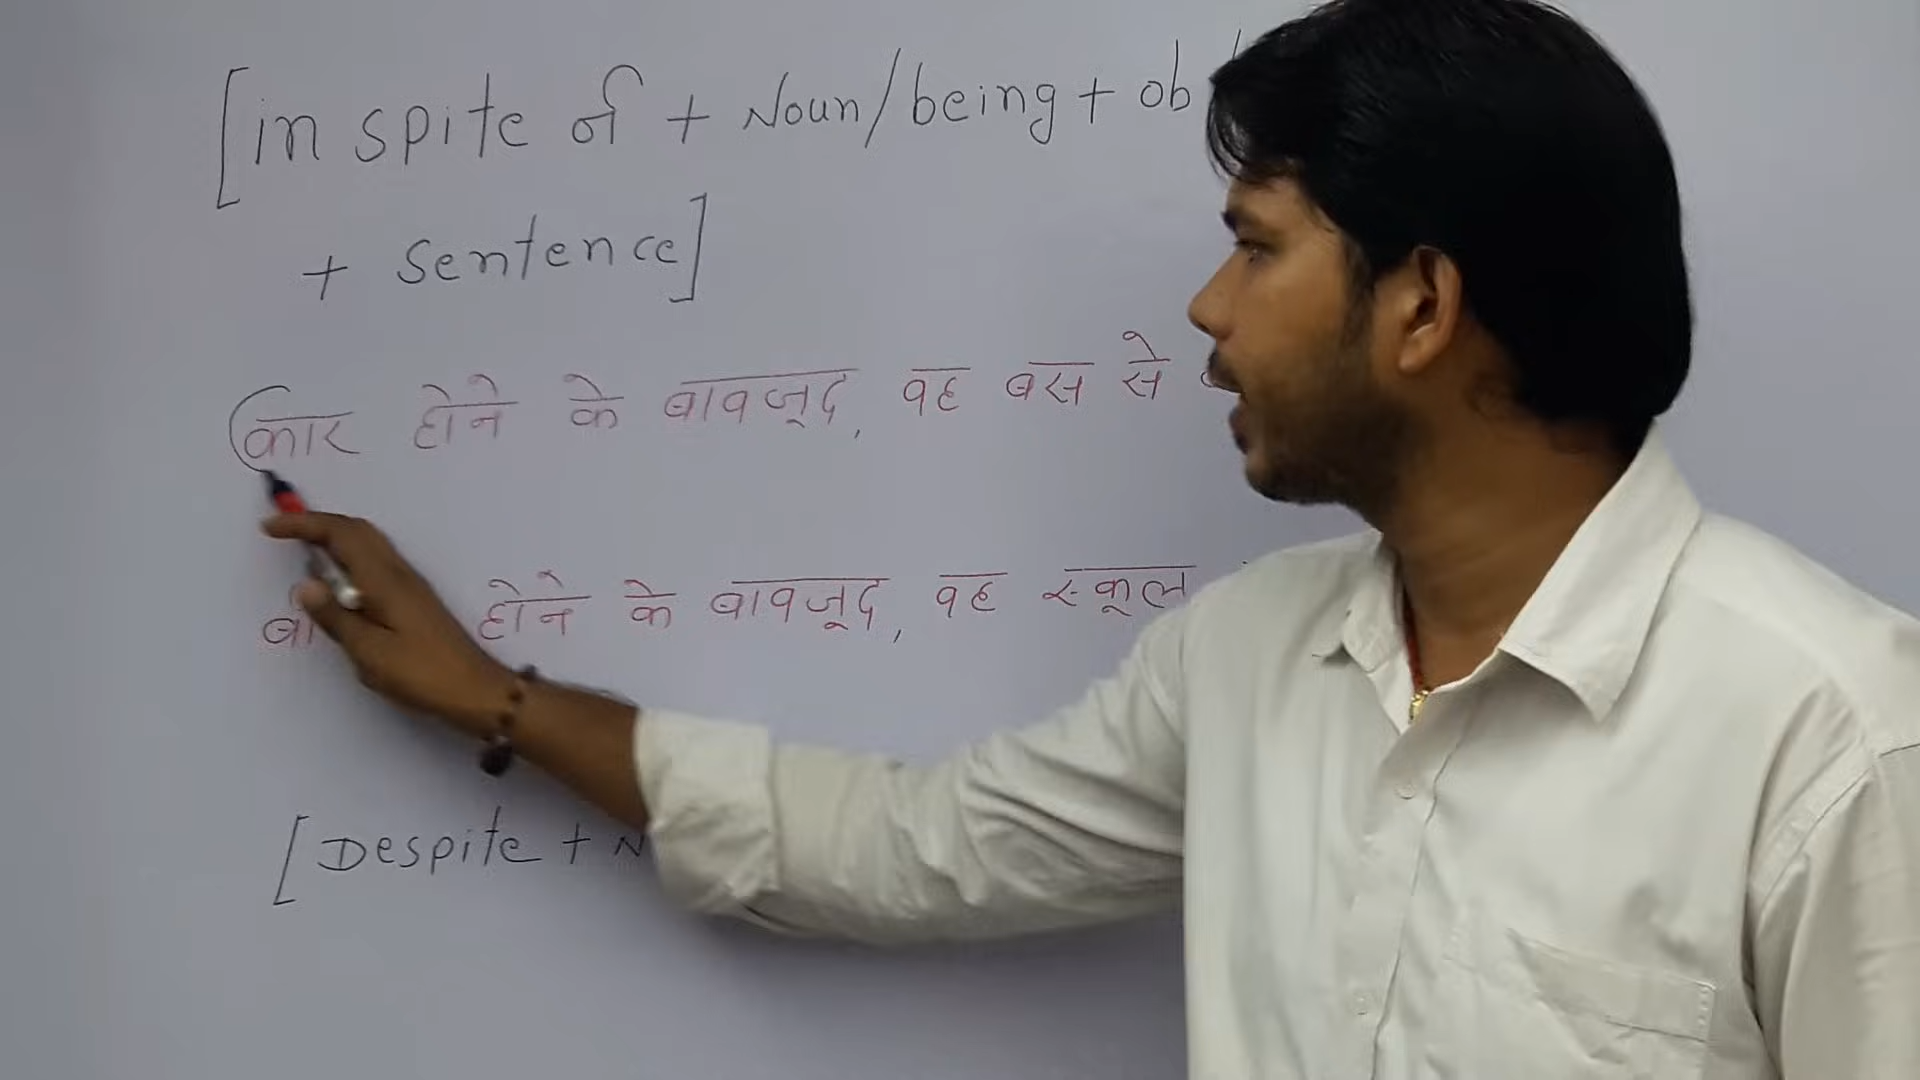 [in spite of + Noun/being + ob
+ sentence]
कार होने के बावजूद, वह बस से
होने के बावजूद, वह स्कूल
[Despite + N